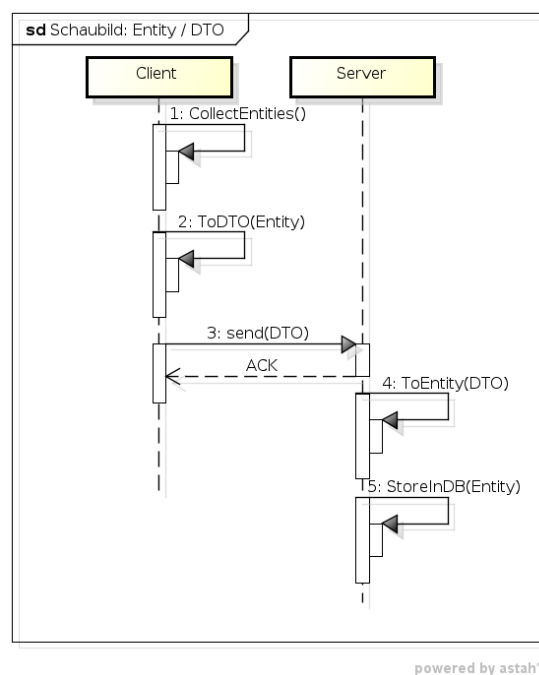 sd Schaubild: Entity / DTO
Client
Server
1: CollectEntities()
2: ToDTO(Entity)
3: send(DTO)
ACK
4: ToEntity(DTO)
5: StoreInDB(Entity)
powered by astah*